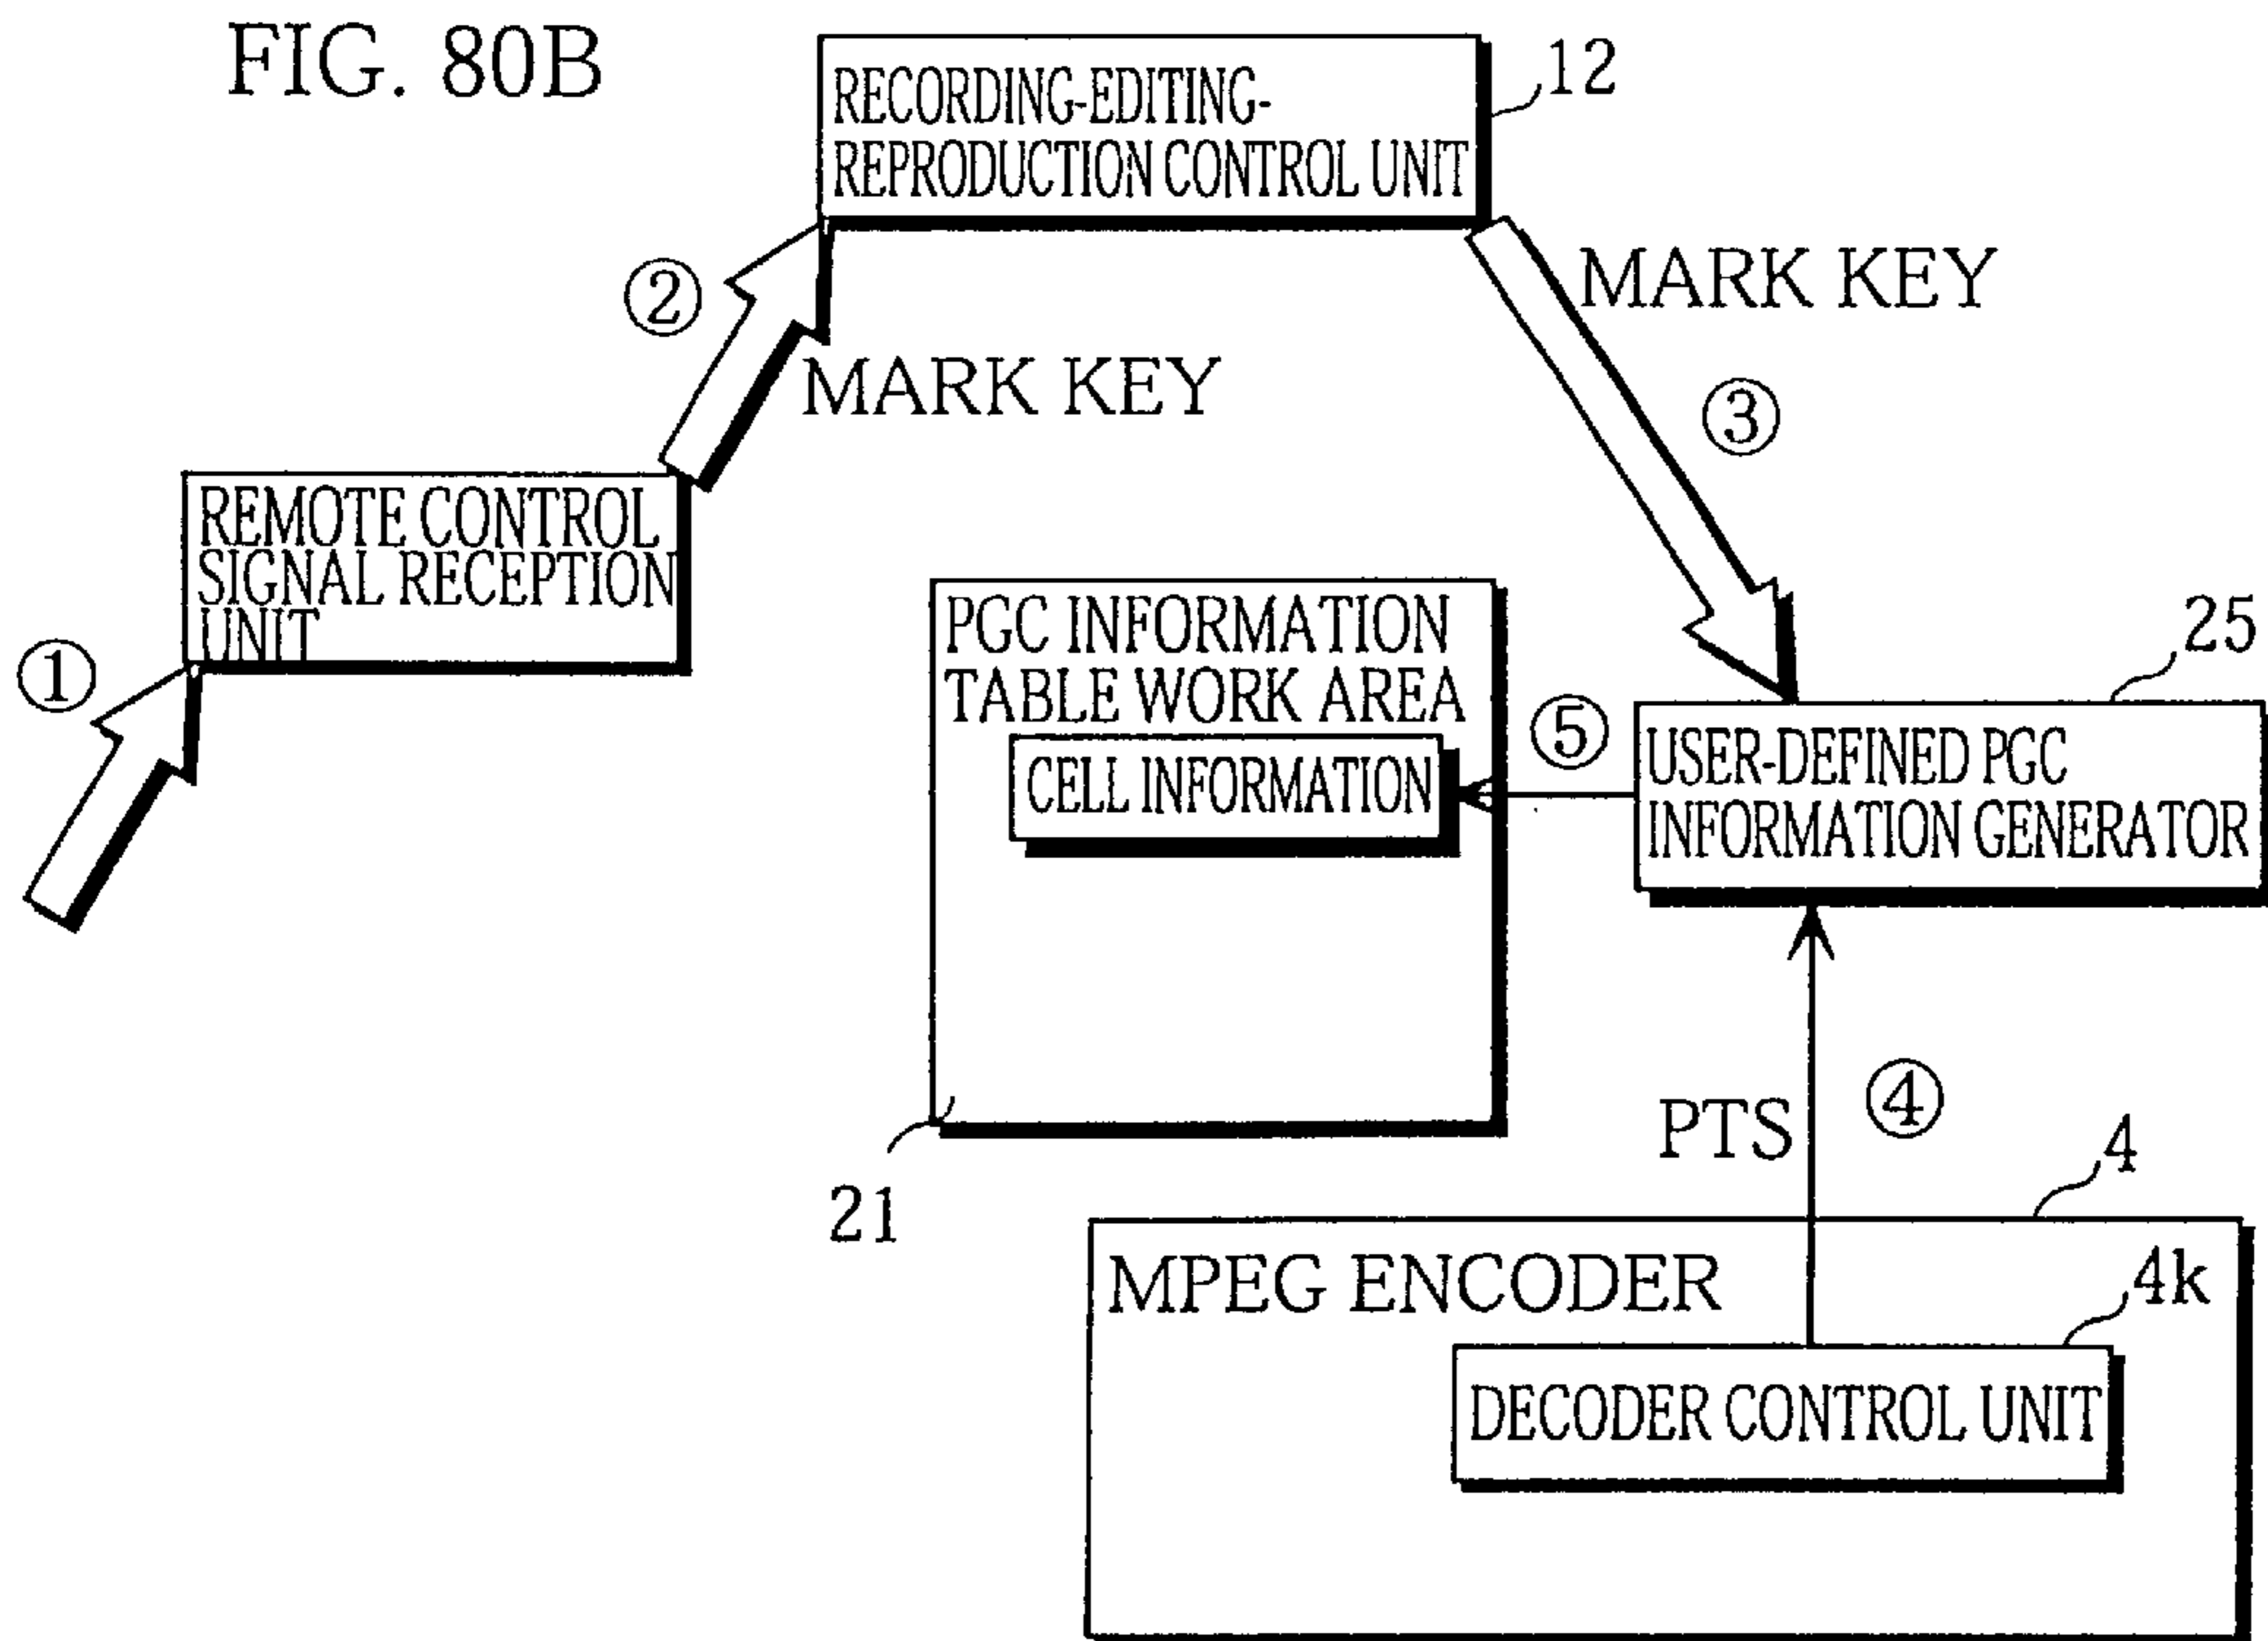 FIG. 80B
RECORDING-EDITING-
REPRODUCTION CONTROL UNIT
12
②
MARK KEY
MARK KEY
③
REMOTE CONTROL
SIGNAL RECEPTION
UNIT
①
PGC INFORMATION
TABLE WORK AREA
CELL INFORMATION
21
⑤
25
USER-DEFINED PGC
INFORMATION GENERATOR
PTS
④
4
MPEG ENCODER
4k
DECODER CONTROL UNIT